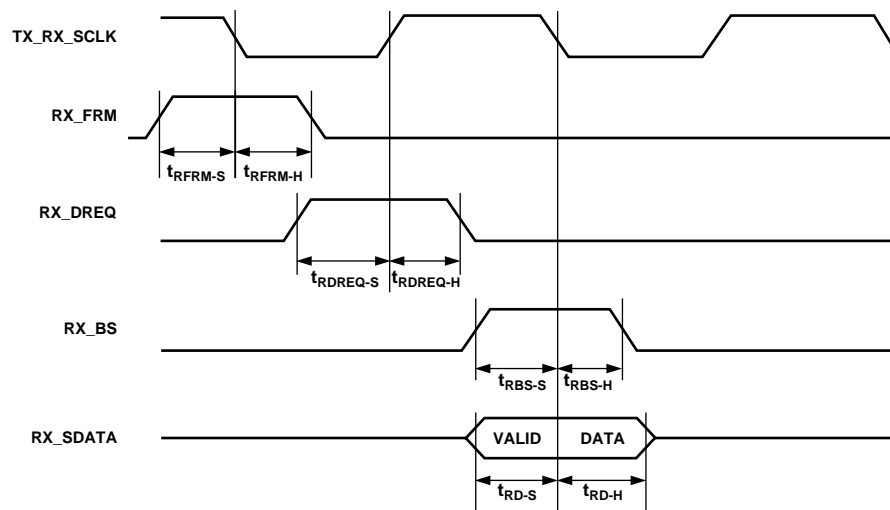 TX_RX_SCLK
RX_FRM
tRFRM-S tRFRM-H
RX_DREQ
tRDREQ-S tRDREQ-H
RX_BS
tRBS-S tRBS-H
RX_SDATA VALID DATA
tRD-S tRD-H